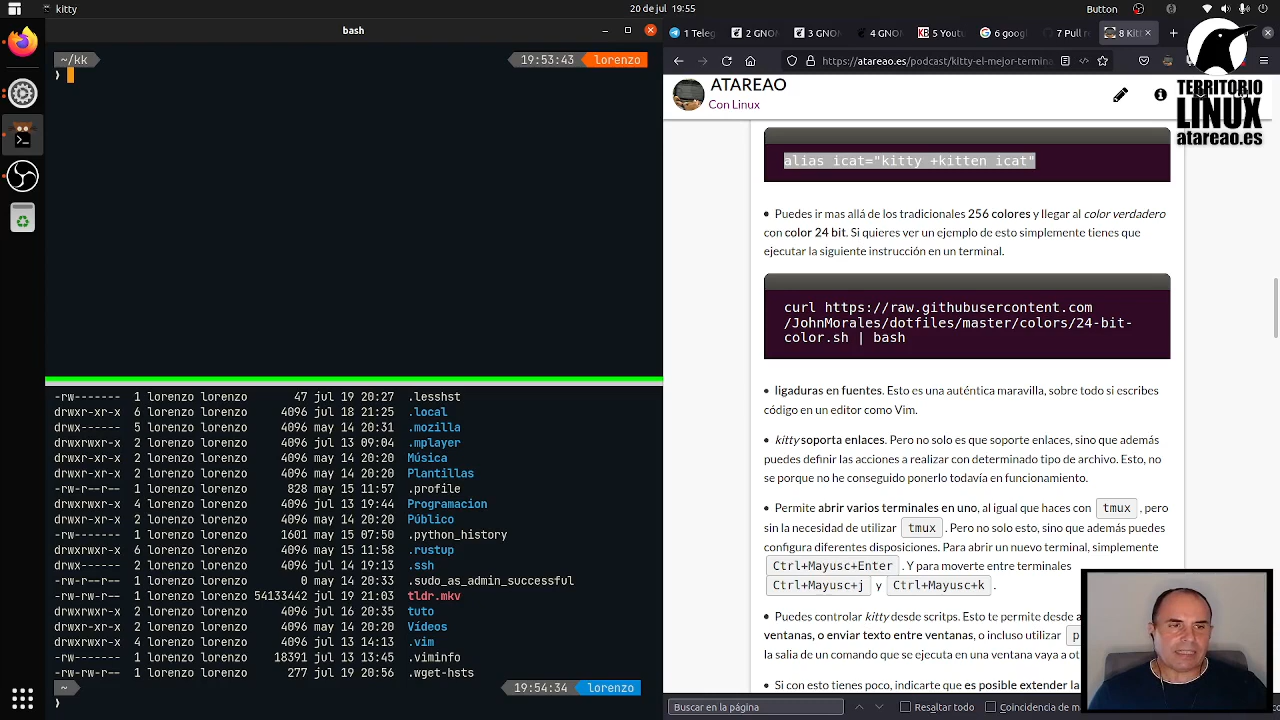 kitty
20 de jul 19:55
Button
bash
~/kk
19:53:43
lorenzo
❯
-rw------- 1 lorenzo lorenzo 47 jul 19 20:27 .lesshst
drwxr-xr-x 6 lorenzo lorenzo 4096 jul 18 21:25 .local
drwx------ 5 lorenzo lorenzo 4096 may 14 20:31 .mozilla
drwxrwxr-x 2 lorenzo lorenzo 4096 jul 13 09:04 .mplayer
drwxr-xr-x 2 lorenzo lorenzo 4096 may 14 20:20 Música
drwxr-xr-x 2 lorenzo lorenzo 4096 may 14 20:20 Plantillas
-rw-r--r-- 1 lorenzo lorenzo 828 may 15 11:57 .profile
drwxrwxr-x 4 lorenzo lorenzo 4096 jul 13 19:44 Programacion
drwxr-xr-x 2 lorenzo lorenzo 4096 may 14 20:20 Público
-rw------- 1 lorenzo lorenzo 1601 may 15 07:50 .python_history
drwxrwxr-x 6 lorenzo lorenzo 4096 may 15 11:58 .rustup
drwx------ 2 lorenzo lorenzo 4096 jul 14 19:13 .ssh
-rw-r--r-- 1 lorenzo lorenzo 0 may 14 20:33 .sudo_as_admin_successful
-rw-rw-r-- 1 lorenzo lorenzo 54133442 jul 19 21:03 tldr.mkv
drwxrwxr-x 2 lorenzo lorenzo 4096 jul 16 20:35 tuto
drwxr-xr-x 2 lorenzo lorenzo 4096 may 14 20:20 Vídeos
drwxrwxr-x 4 lorenzo lorenzo 4096 jul 13 14:13 .vim
-rw------- 1 lorenzo lorenzo 18391 jul 13 13:45 .viminfo
-rw-rw-r-- 1 lorenzo lorenzo 277 jul 19 20:56 .wget-hsts
~
19:54:34
lorenzo
❯
1 Teleg
2 GNOM
3 GNOM
4 GNOM
5 Youtu
6 googl
7 Pull r
8 Kitt
https://atareao.es/podcast/kitty-el-mejor-termina
TERRITORIO
LINUX
atareao.es
ATAREAO
Con Linux
alias icat="kitty +kitten icat"
• Puedes ir mas allá de los tradicionales 256 colores y llegar al color verdadero
con color 24 bit. Si quieres ver un ejemplo de esto simplemente tienes que
ejecutar la siguiente instrucción en un terminal.
curl https://raw.githubusercontent.com
/JohnMorales/dotfiles/master/colors/24-bit-
color.sh | bash
• ligaduras en fuentes. Esto es una auténtica maravilla, sobre todo si escribes
código en un editor como Vim.
• kitty soporta enlaces. Pero no solo es que soporte enlaces, sino que además
puedes definir las acciones a realizar con determinado tipo de archivo. Esto, no
se porque no he conseguido ponerlo todavía en funcionamiento.
• Permite abrir varios terminales en uno, al igual que haces con tmux, pero
sin la necesidad de utilizar tmux. Pero no solo esto, sino que además puedes
configura diferentes disposiciones. Para abrir un nuevo terminal, simplemente
Ctrl+Mayusc+Enter .Y para moverte entre terminales
Ctrl+Mayusc+j y Ctrl+Mayusc+k .
• Puedes controlar kitty desde scritps. Esto te permite desde a
ventanas, o enviar texto entre ventanas, o incluso utilizar p
la salida de un comando que se ejecuta en una ventana vaya a ot
• Si con esto tienes poco, indicarte que es posible extender la
Buscar en la página
Resaltar todo
Coincidencia de m